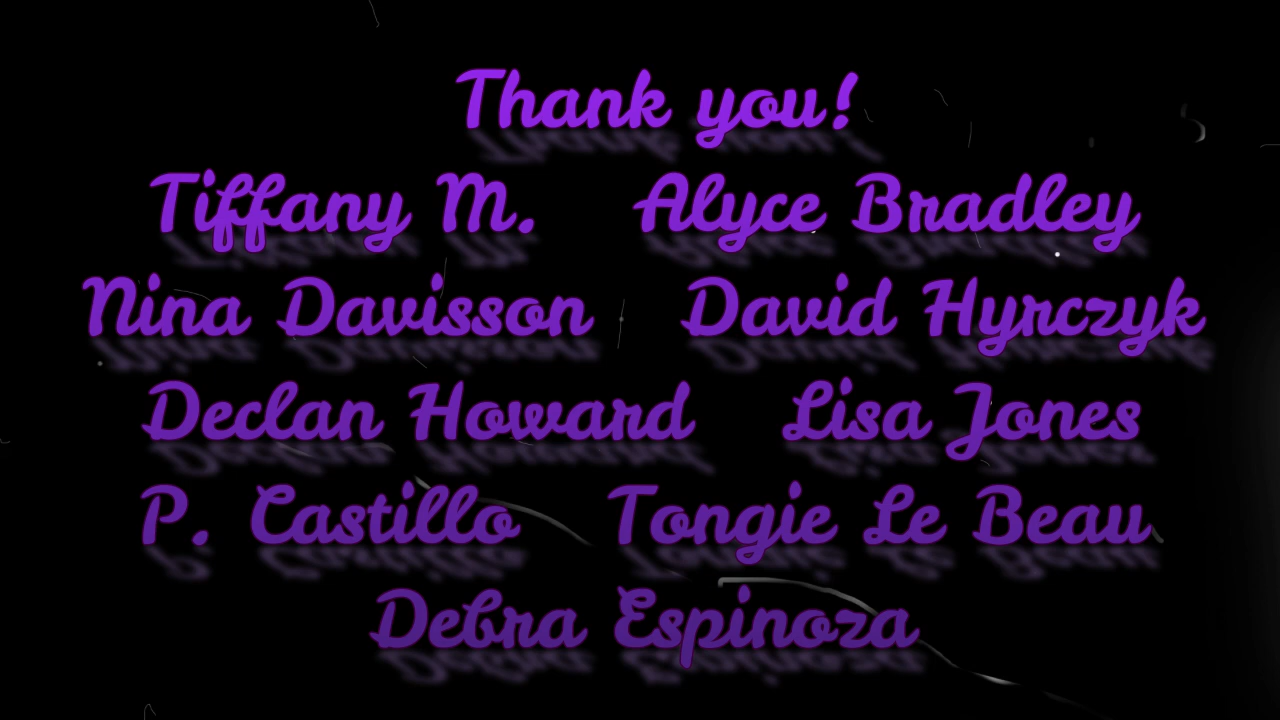 Thank you!
Tiffany M. Alyce Bradley
Nina Davisson David Hyrczyk
Declan Howard Lisa Jones
P. Castillo Tongie Le Beau
Debra Espinoza